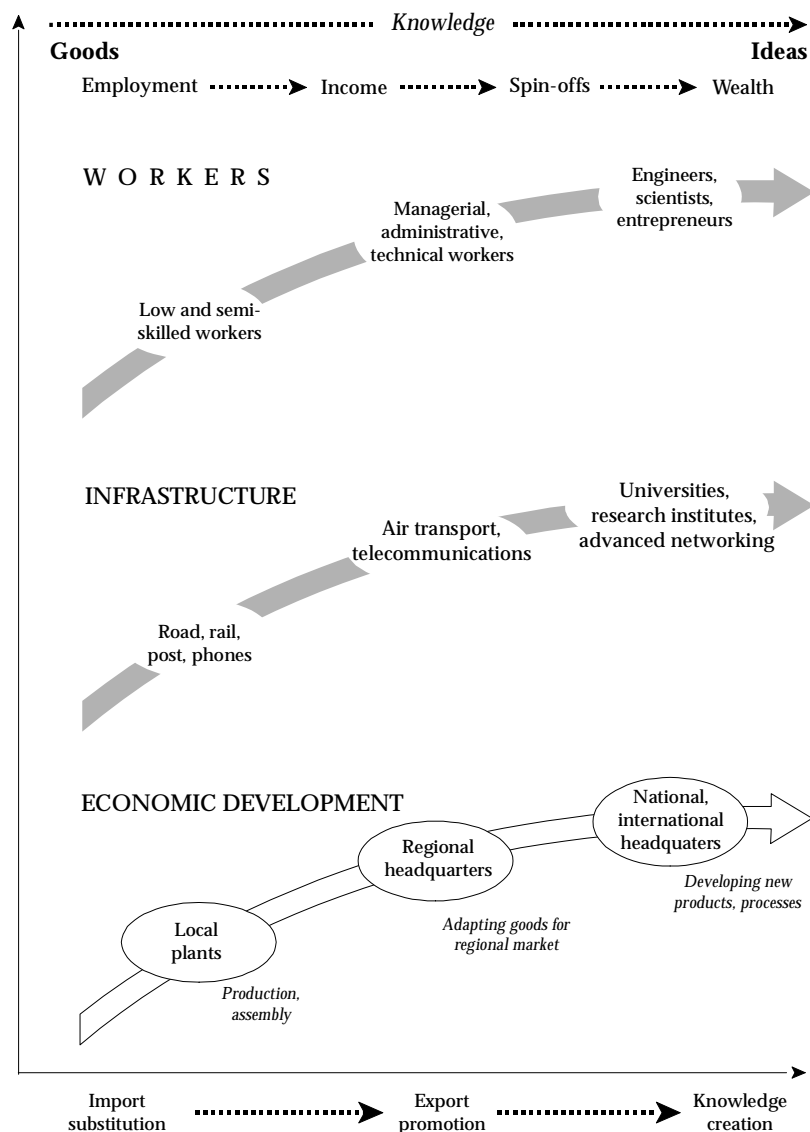 Knowledge
Goods
Ideas
Employment
Income
Spin-offs
Wealth
WORKERS
Engineers,
scientists,
entrepreneurs
Managerial,
administrative,
technical workers
Low and semi-
skilled workers
INFRASTRUCTURE
Universities,
research institutes,
advanced networking
Air transport,
telecommunications
Road, rail,
post, phones
ECONOMIC DEVELOPMENT
National,
international
headquaters
Developing new
products, processes
Regional
headquarters
Adapting goods for
regional market
Local
plants
Production,
assembly
Import
substitution
Export
promotion
Knowledge
creation